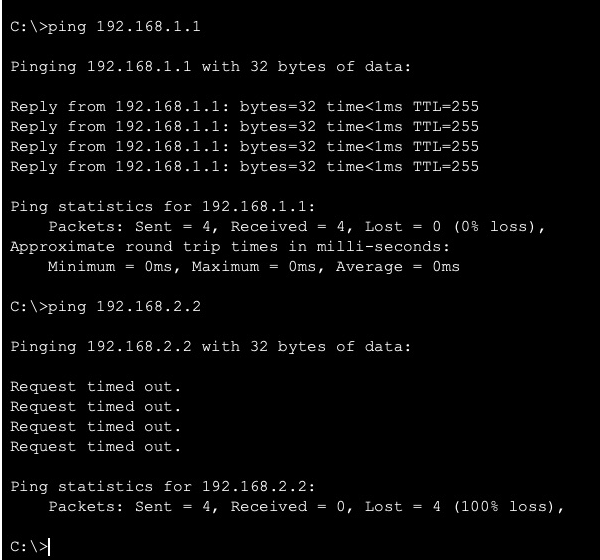 C:\>ping 192.168.1.1
Pinging 192.168.1.1 with 32 bytes of data:
Reply from 192.168.1.1: bytes=32 time<1ms TTL=255
Reply from 192.168.1.1: bytes=32 time<1ms TTL=255
Reply from 192.168.1.1: bytes=32 time<1ms TTL=255
Reply from 192.168.1.1: bytes=32 time<1ms TTL=255
Ping statistics for 192.168.1.1:
    Packets: Sent = 4, Received = 4, Lost = 0 (0% loss),
Approximate round trip times in milli-seconds:
    Minimum = 0ms, Maximum = 0ms, Average = 0ms
C:\>ping 192.168.2.2
Pinging 192.168.2.2 with 32 bytes of data:
Request timed out.
Request timed out.
Request timed out.
Request timed out.
Ping statistics for 192.168.2.2:
    Packets: Sent = 4, Received = 0, Lost = 4 (100% loss),
C:\>